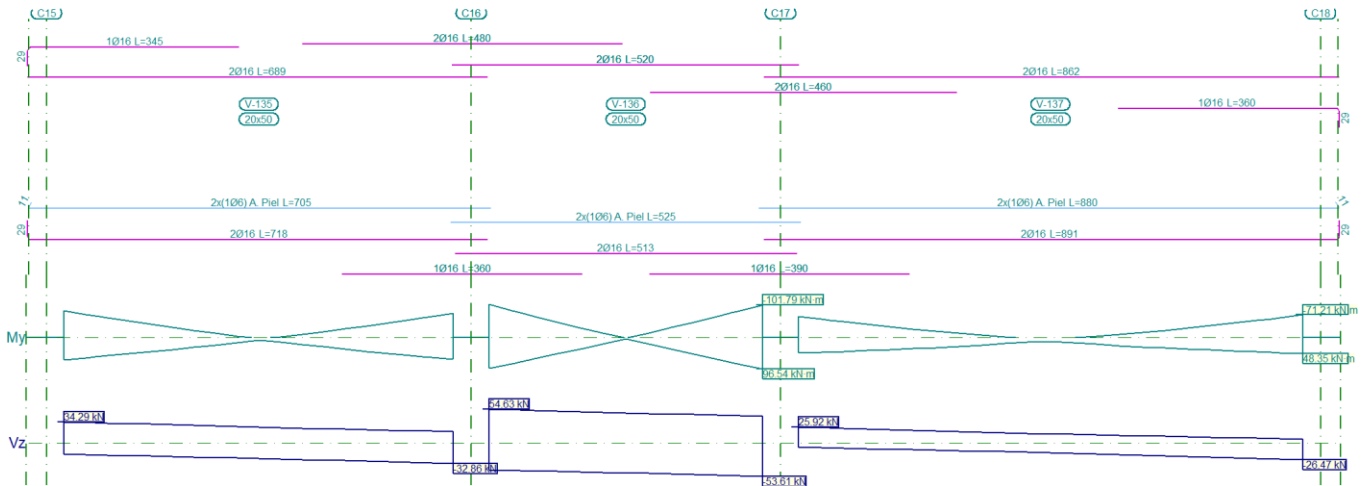 C15 C16 C17 C18
1Ø16 L=345
2Ø16 L=480
29
2Ø16 L=520
2Ø16 L=689
2Ø16 L=862
2Ø16 L=460
V-135 V-136 V-137
20x50 20x50 20x50
1Ø16 L=360
29
11
2x(1Ø6) A. Piel L=705
2x(1Ø6) A. Piel L=880
11
29
2x(1Ø6) A. Piel L=525
29
2Ø16 L=718
2Ø16 L=891
2Ø16 L=513
1Ø16 L=360
1Ø16 L=390
-101.79 kN·m
-71.21 kN·m
My
96.54 kN·m
48.35 kN·m
34.29 kN
54.63 kN
25.92 kN
Vz
-32.86 kN
-53.61 kN
-26.47 kN